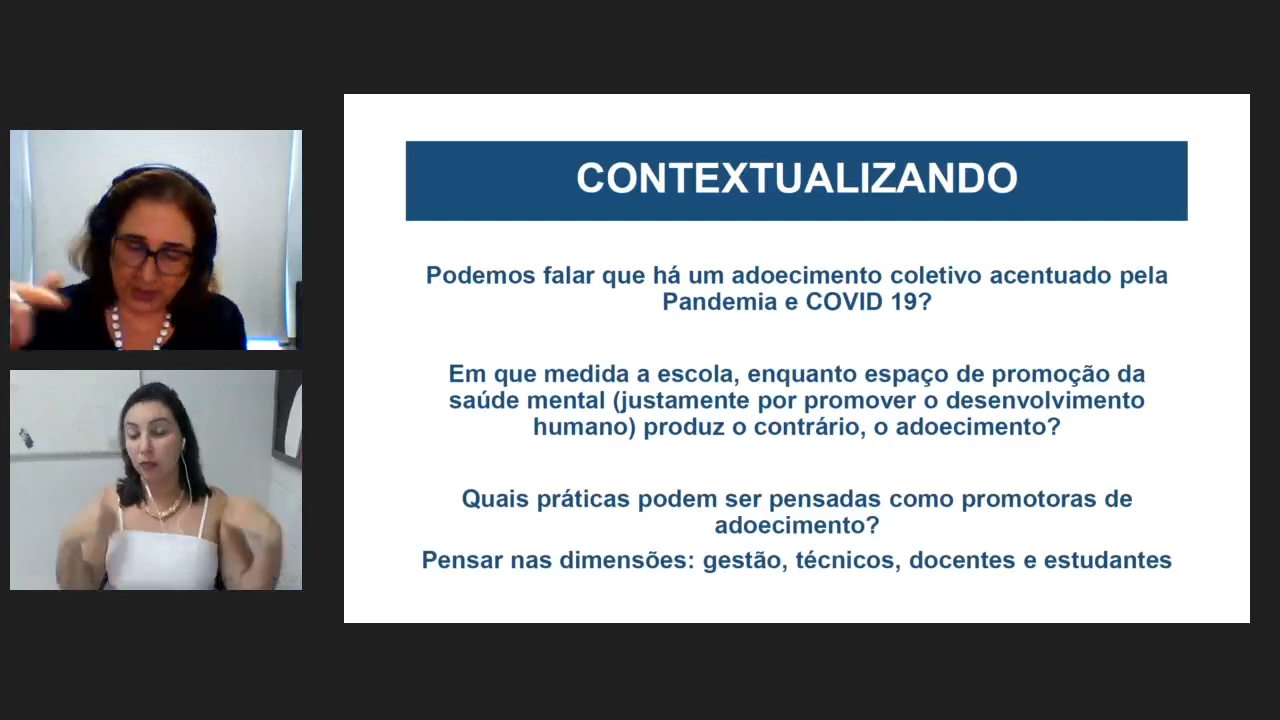 CONTEXTUALIZANDO
Podemos falar que há um adoecimento coletivo acentuado pela
Pandemia e COVID 19?
Em que medida a escola, enquanto espaço de promoção da
saúde mental (justamente por promover o desenvolvimento
humano) produz o contrário, o adoecimento?
Quais práticas podem ser pensadas como promotoras de
adoecimento?
Pensar nas dimensões: gestão, técnicos, docentes e estudantes